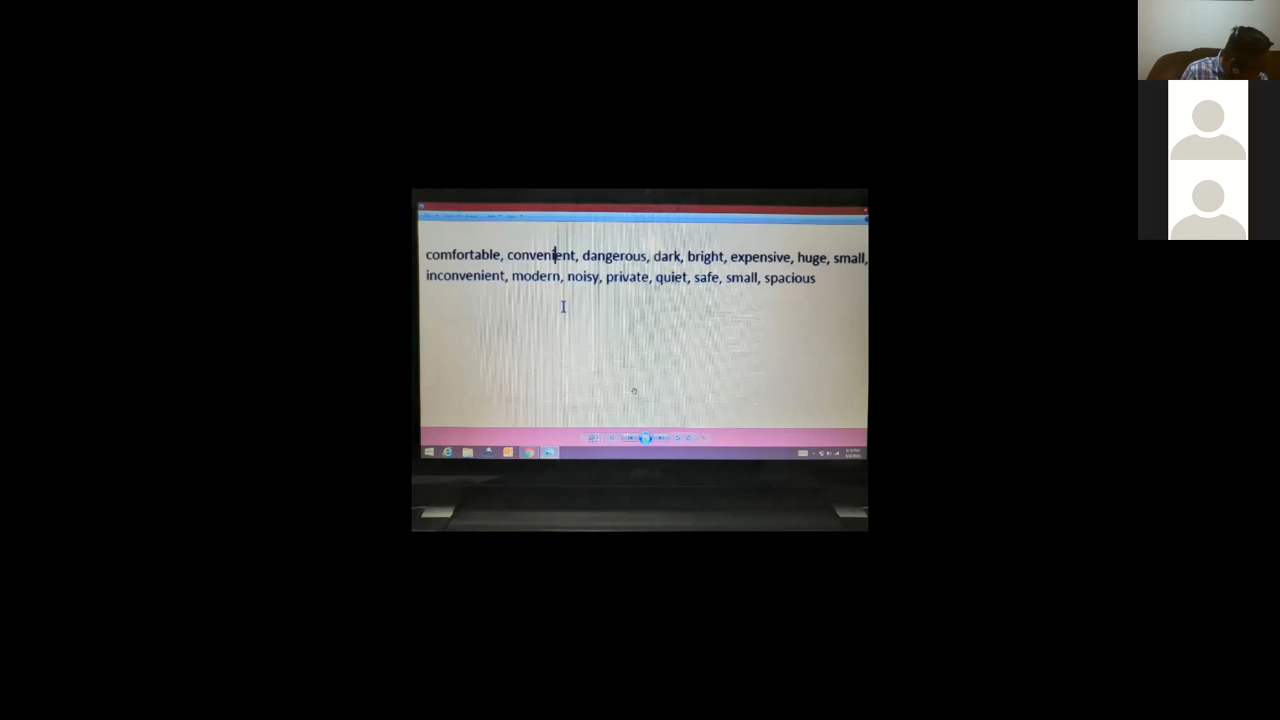 comfortable, convenient, dangerous, dark, bright, expensive, huge, small,
inconvenient, modern, noisy, private, quiet, safe, small, spacious